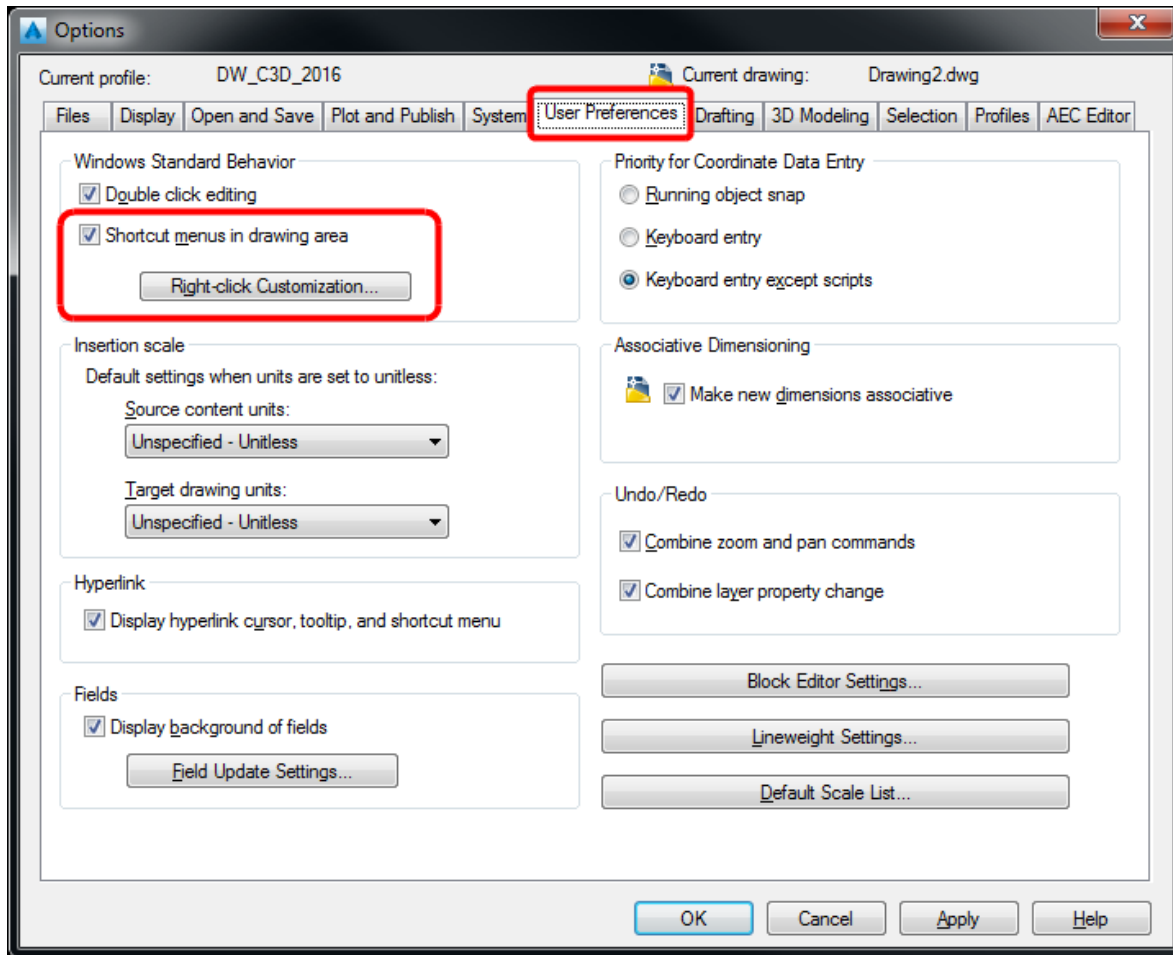 Options
Current profile: DW_C3D_2016 Current drawing: Drawing2.dwg
Files Display Open and Save Plot and Publish System User Preferences Drafting 3D Modeling Selection Profiles AEC Editor
Windows Standard Behavior
Double click editing
Shortcut menus in drawing area
Right-click Customization...
Insertion scale
Default settings when units are set to unitless:
Source content units:
Unspecified - Unitless
Target drawing units:
Unspecified - Unitless
Hyperlink
Display hyperlink cursor, tooltip, and shortcut menu
Fields
Display background of fields
Field Update Settings...
Priority for Coordinate Data Entry
Running object snap
Keyboard entry
Keyboard entry except scripts
Associative Dimensioning
Make new dimensions associative
Undo/Redo
Combine zoom and pan commands
Combine layer property change
Block Editor Settings...
Lineweight Settings...
Default Scale List...
OK Cancel Apply Help